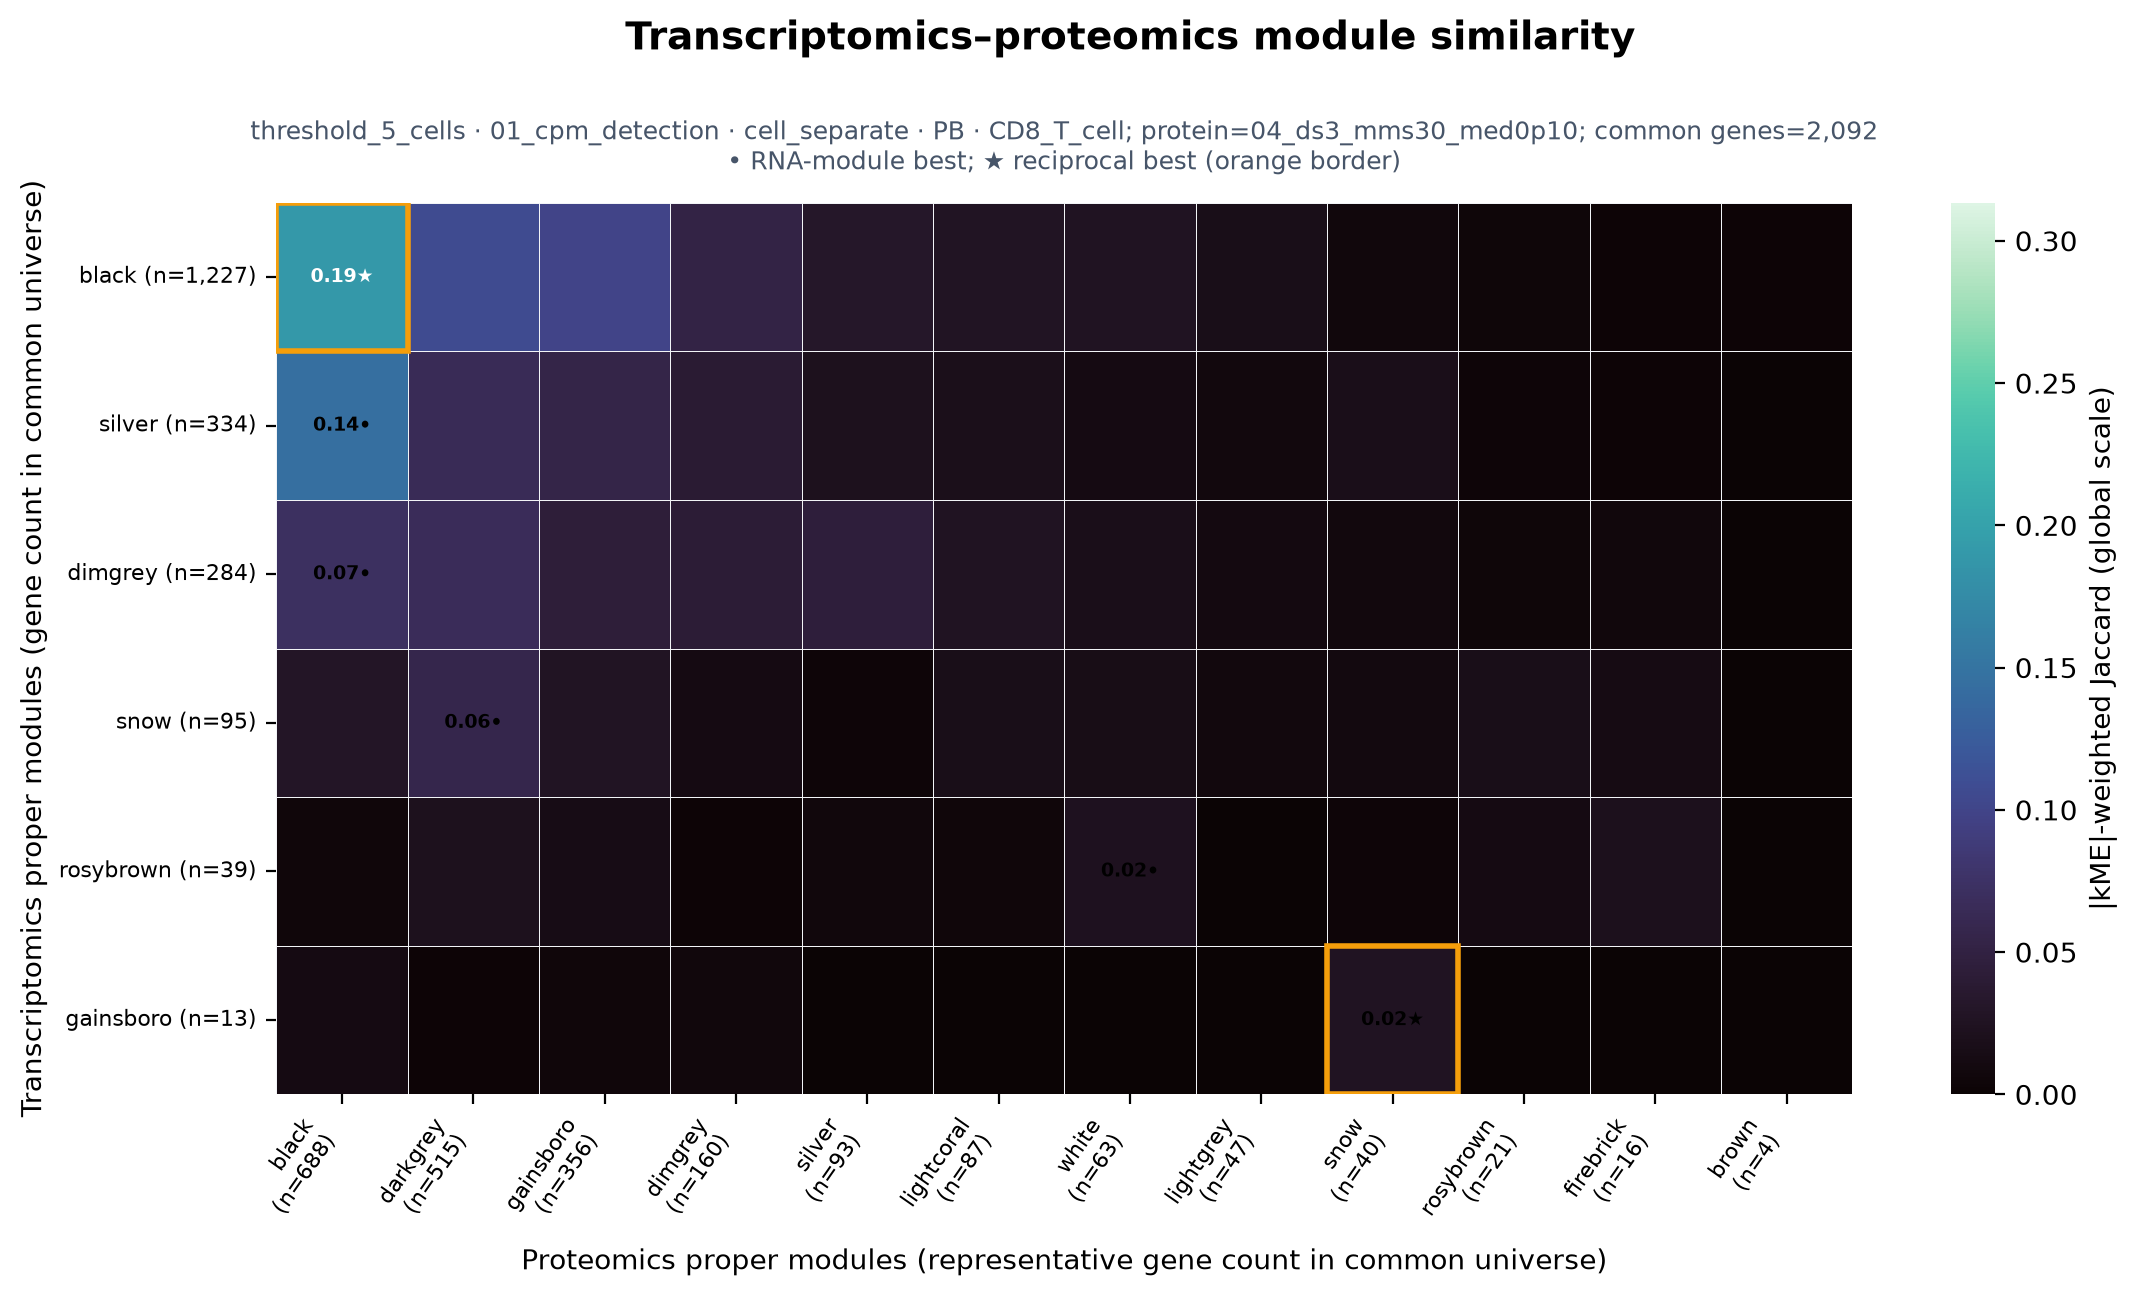 Transcriptomics–proteomics module similarity
threshold_5_cells · 01_cpm_detection · cell_separate · PB · CD8_T_cell; protein=04_ds3_mms30_med0p10; common genes=2,092
• RNA-module best; ★ reciprocal best (orange border)
Transcriptomics proper modules (gene count in common universe)
black (n=1,227)
silver (n=334)
dimgrey (n=284)
snow (n=95)
rosybrown (n=39)
gainsboro (n=13)
0.19★
0.14•
0.07•
0.06•
0.02•
0.02★
black
(n=688)
darkgrey
(n=515)
gainsboro
(n=356)
dimgrey
(n=160)
silver
(n=93)
lightcoral
(n=87)
white
(n=63)
lightgrey
(n=47)
snow
(n=40)
rosybrown
(n=21)
firebrick
(n=16)
brown
(n=4)
Proteomics proper modules (representative gene count in common universe)
0.30
0.25
0.20
0.15
0.10
0.05
0.00
|kME|-weighted Jaccard (global scale)